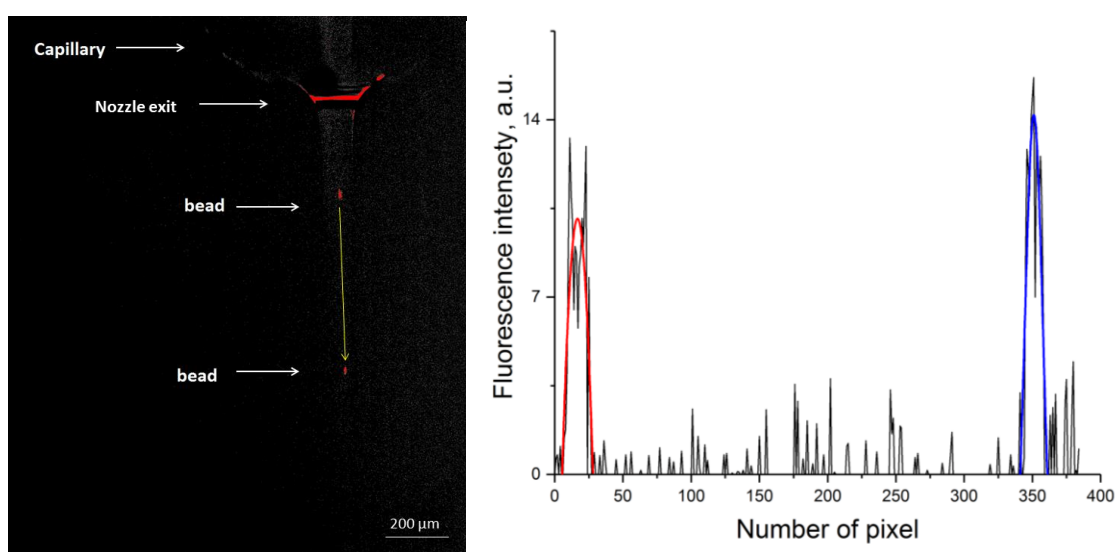 Capillary
Nozzle exit
bead
bead
200 µm
Fluorescence intensety, a.u.
14
7
0
0 50 100 150 200 250 300 350 400
Number of pixel